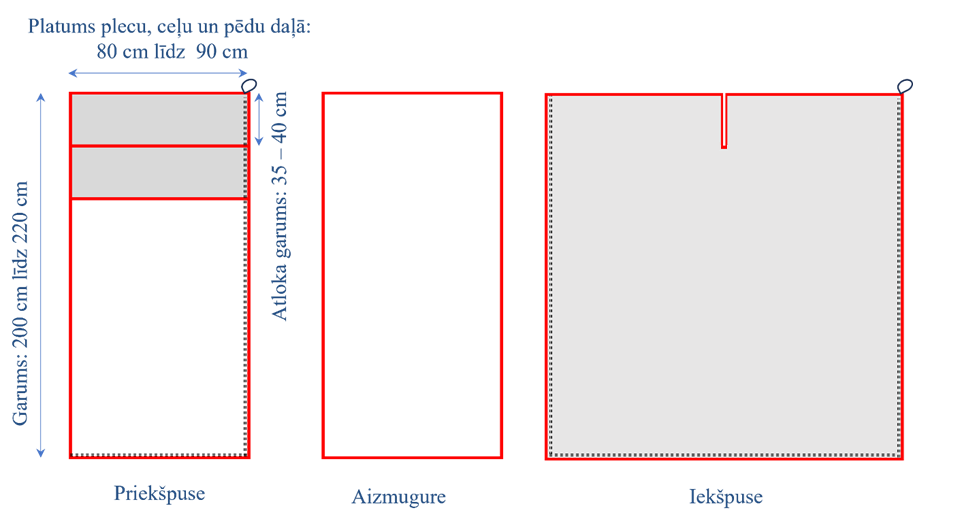 Platums plecu, ceļu un pēdu daļā:
80 cm līdz  90 cm
Garums: 200 cm līdz 220 cm
Atloka garums: 35 – 40 cm
Priekšpuse
Aizmugure
Iekšpuse